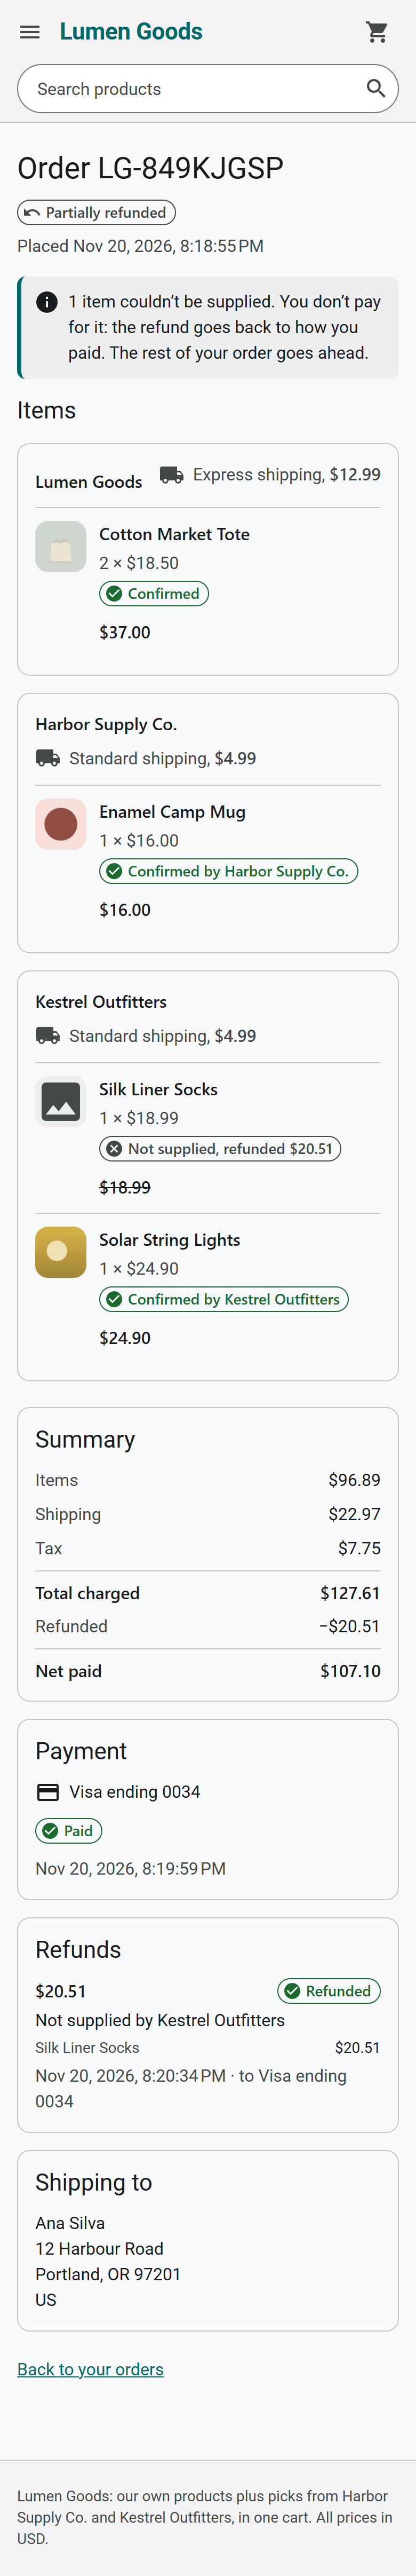 Lumen Goods
Search products
Order LG-849KJGSP
Partially refunded
Placed Nov 20, 2026, 8:18:55 PM
1 item couldn’t be supplied. You don’t pay
for it: the refund goes back to how you
paid. The rest of your order goes ahead.
Items
Lumen Goods
Express shipping, $12.99
Cotton Market Tote
2 × $18.50
Confirmed
$37.00
Harbor Supply Co.
Standard shipping, $4.99
Enamel Camp Mug
1 × $16.00
Confirmed by Harbor Supply Co.
$16.00
Kestrel Outfitters
Standard shipping, $4.99
Silk Liner Socks
1 × $18.99
Not supplied, refunded $20.51
$18.99
Solar String Lights
1 × $24.90
Confirmed by Kestrel Outfitters
$24.90
Summary
Items $96.89
Shipping $22.97
Tax $7.75
Total charged $127.61
Refunded −$20.51
Net paid $107.10
Payment
Visa ending 0034
Paid
Nov 20, 2026, 8:19:59 PM
Refunds
$20.51 Refunded
Not supplied by Kestrel Outfitters
Silk Liner Socks $20.51
Nov 20, 2026, 8:20:34 PM · to Visa ending
0034
Shipping to
Ana Silva
12 Harbour Road
Portland, OR 97201
US
Back to your orders
Lumen Goods: our own products plus picks from Harbor
Supply Co. and Kestrel Outfitters, in one cart. All prices in
USD.